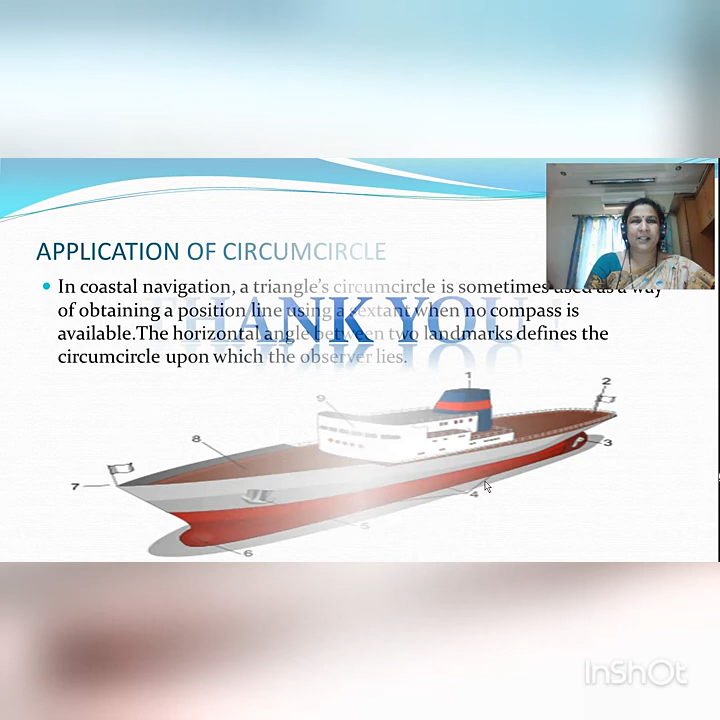 APPLICATION OF CIRCUMCIRCLE
In coastal navigation, a triangle's circumcircle is sometimes used as a way
of obtaining a position line using a sextant when no compass is
available.The horizontal angle between two landmarks defines the
circumcircle upon which the observer lies.
THANK YOU
1
2
9
8
3
7
4
5
6
InShOt